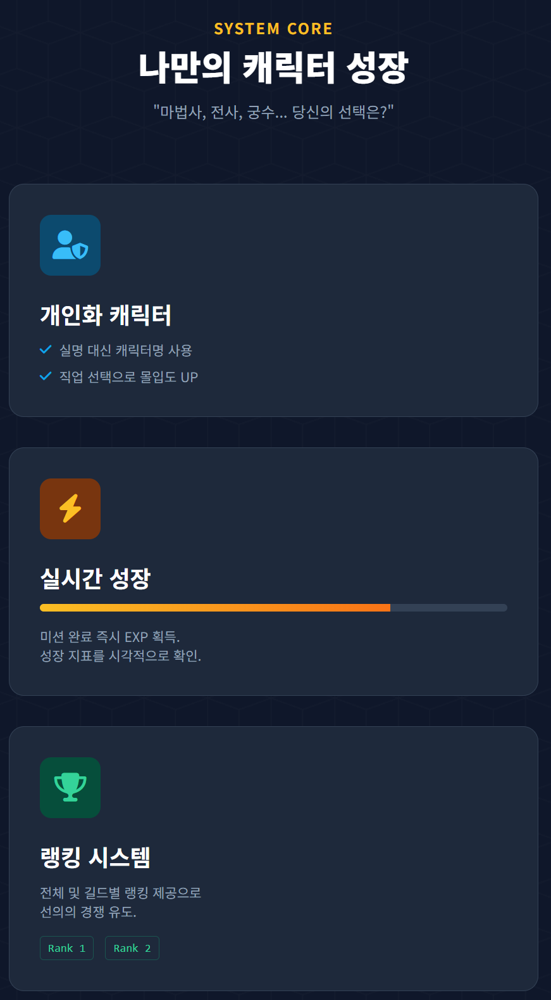 SYSTEM CORE
나만의 캐릭터 성장
"마법사, 전사, 궁수... 당신의 선택은?"
개인화 캐릭터
실명 대신 캐릭터명 사용
직업 선택으로 몰입도 UP
실시간 성장
미션 완료 즉시 EXP 획득.
성장 지표를 시각적으로 확인.
랭킹 시스템
전체 및 길드별 랭킹 제공으로
선의의 경쟁 유도.
Rank 1 Rank 2